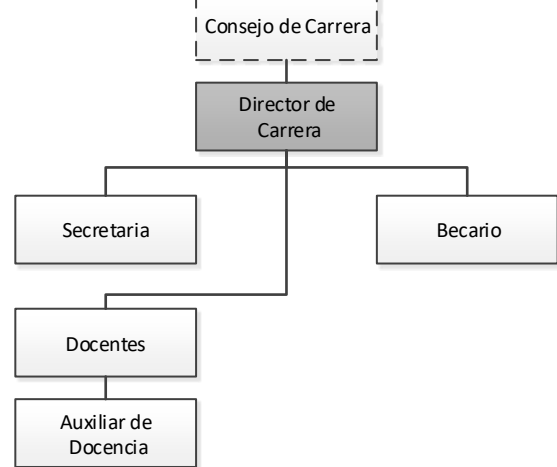 Consejo de Carrera
Director de
Carrera
Secretaria
Becario
Docentes
Auxiliar de
Docencia